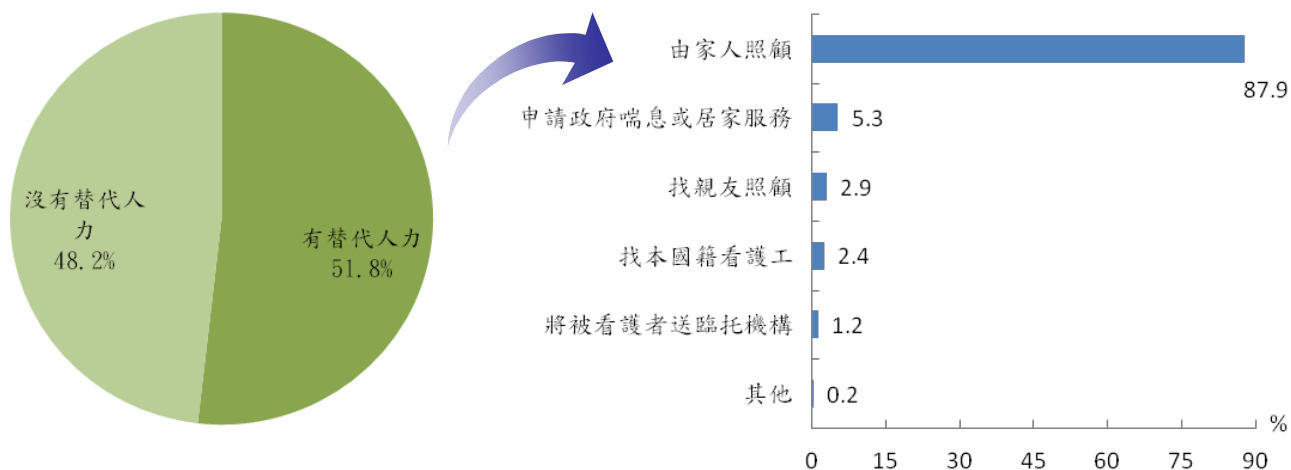 沒有替代人
力
48.2%
有替代人力
51.8%
由家人照顧
87.9
申請政府喘息或居家服務
5.3
找親友照顧
2.9
找本國籍看護工
2.4
將被看護者送臨托機構
1.2
其他
0.2
%
0 15 30 45 60 75 90